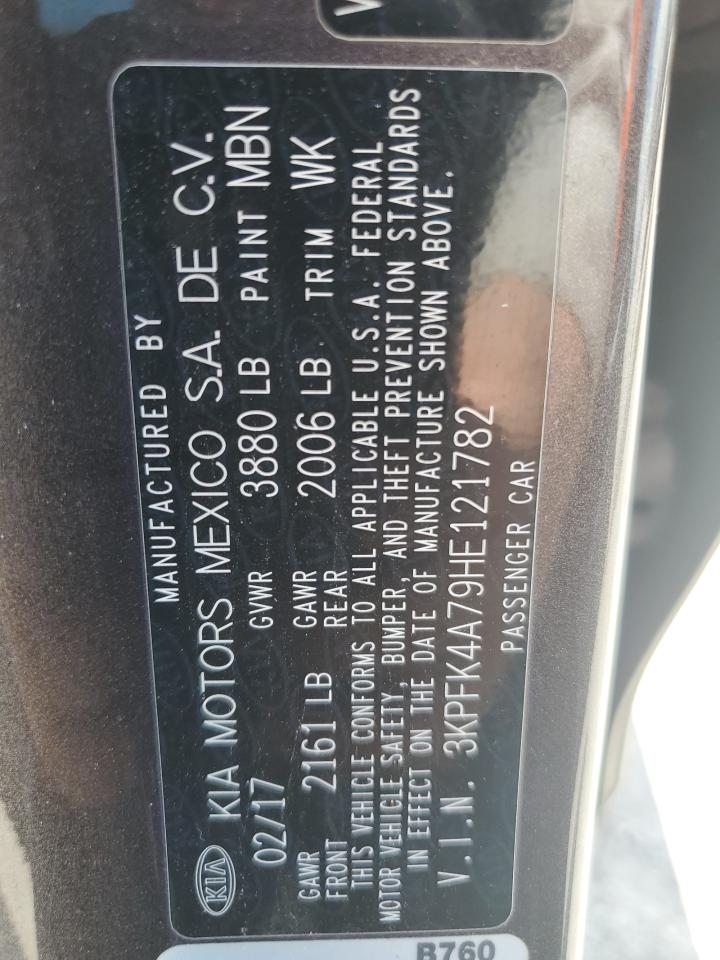 MANUFACTURED BY
KIA KIA MOTORS MEXICO S.A. DE C.V.
02/17 GVWR 3880 LB PAINT MBN
GAWR FRONT 2161 LB GAWR REAR 2006 LB TRIM WK
THIS VEHICLE CONFORMS TO ALL APPLICABLE U.S.A. FEDERAL
MOTOR VEHICLE SAFETY, BUMPER, AND THEFT PREVENTION STANDARDS
IN EFFECT ON THE DATE OF MANUFACTURE SHOWN ABOVE.
V.I.N. 3KPFK4A79HE121782
PASSENGER CAR
B760